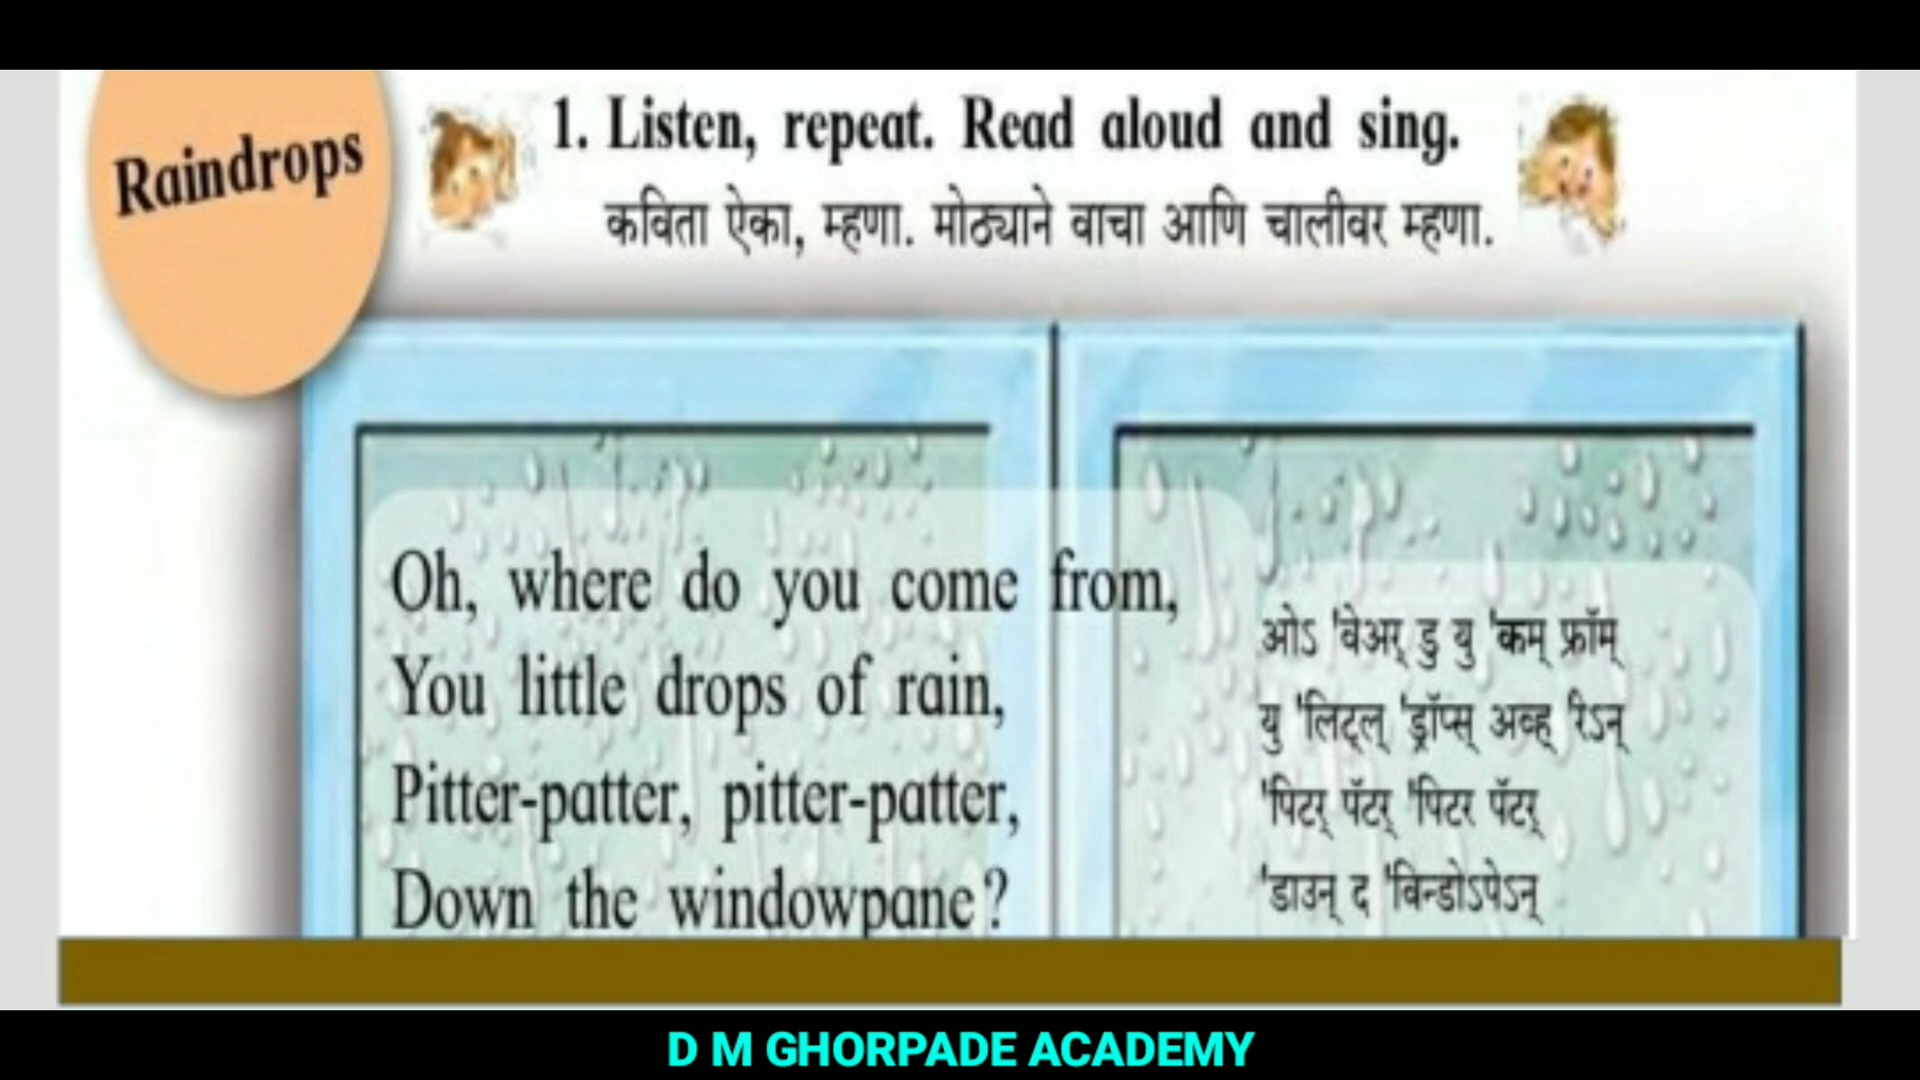 Raindrops
1. Listen, repeat. Read aloud and sing.
कविता ऐका, म्हणा. मोठ्याने वाचा आणि चालीवर म्हणा.
Oh, where do you come from,
You little drops of rain,
Pitter-patter, pitter-patter,
Down the windowpane?
ओऽ 'वेअर् डु यु 'कम् फ्रॉम्
यु 'लिट्ल् 'ड्रॉप्स् अव्ह् रेऽन्
'पिटर् पॅटर् 'पिटर पॅटर्
'डाउन् द 'विन्डोऽपेऽन्
D M GHORPADE ACADEMY